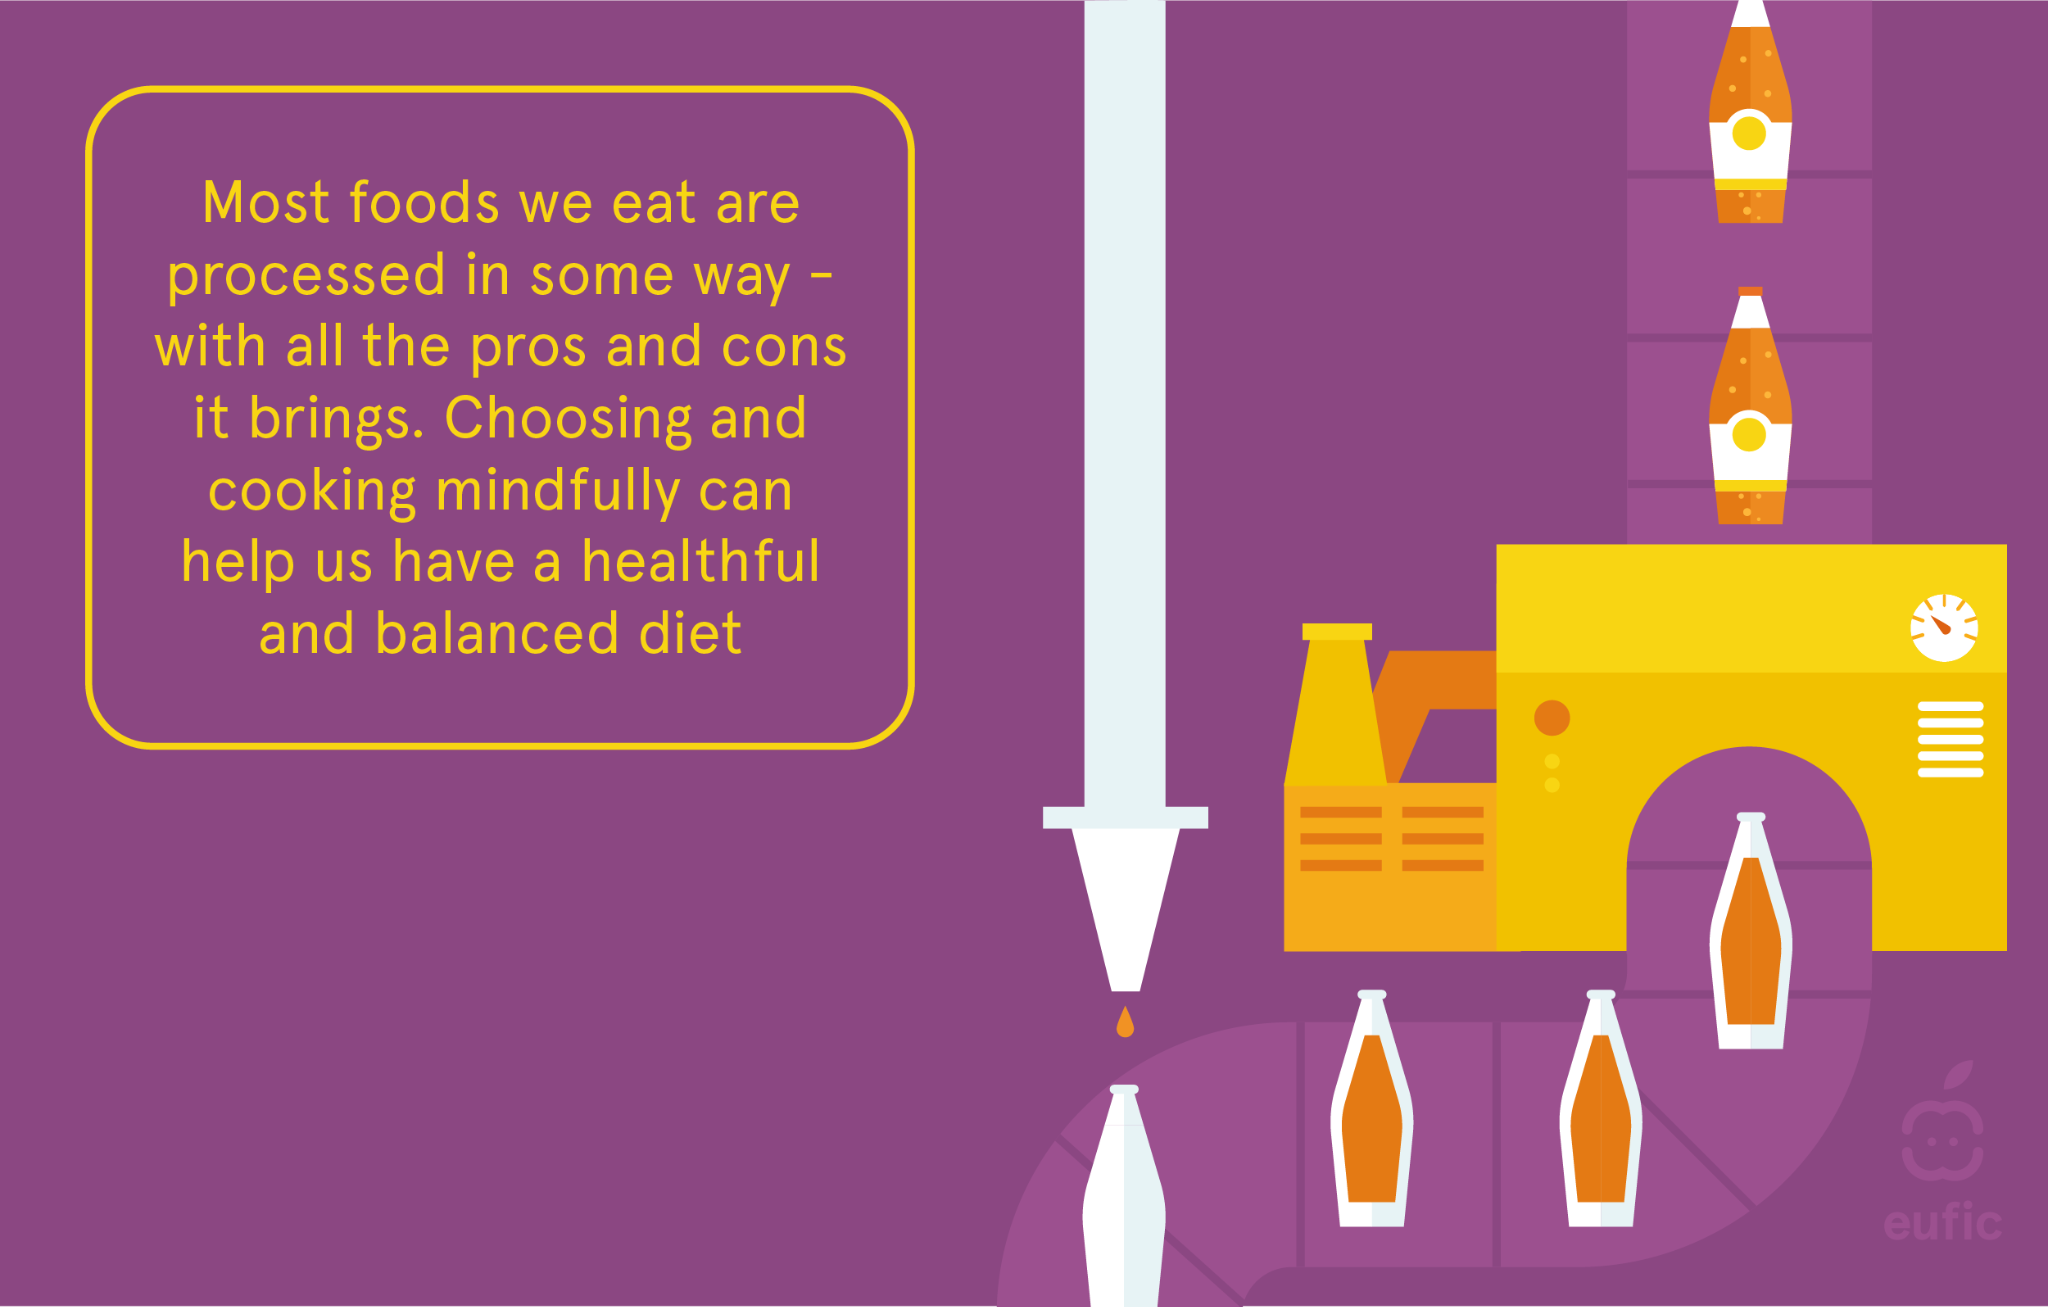 Most foods we eat are
processed in some way –
with all the pros and cons
it brings. Choosing and
cooking mindfully can
help us have a healthful
and balanced diet
eufic